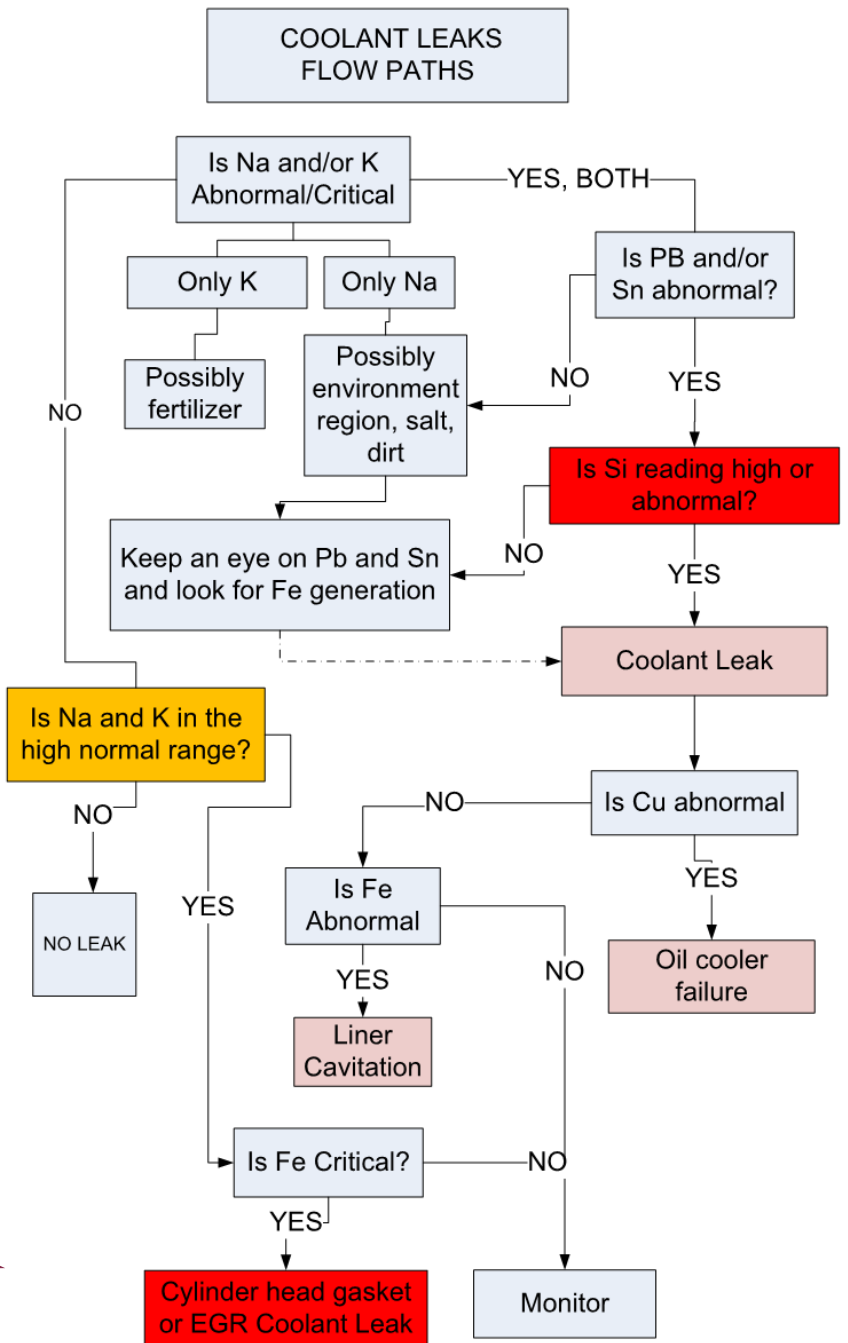 COOLANT LEAKS
FLOW PATHS
Is Na and/or K
Abnormal/Critical
YES, BOTH
Is PB and/or
Sn abnormal?
Only K
Only Na
Possibly
fertilizer
Possibly
environment
region, salt,
dirt
NO
YES
NO
Is Si reading high or
abnormal?
Keep an eye on Pb and Sn
and look for Fe generation
NO
YES
Coolant Leak
Is Na and K in the
high normal range?
NO
YES
NO LEAK
Is Cu abnormal
NO
YES
Is Fe
Abnormal
Oil cooler
failure
YES
NO
Liner
Cavitation
Is Fe Critical?
NO
YES
Cylinder head gasket
or EGR Coolant Leak
Monitor